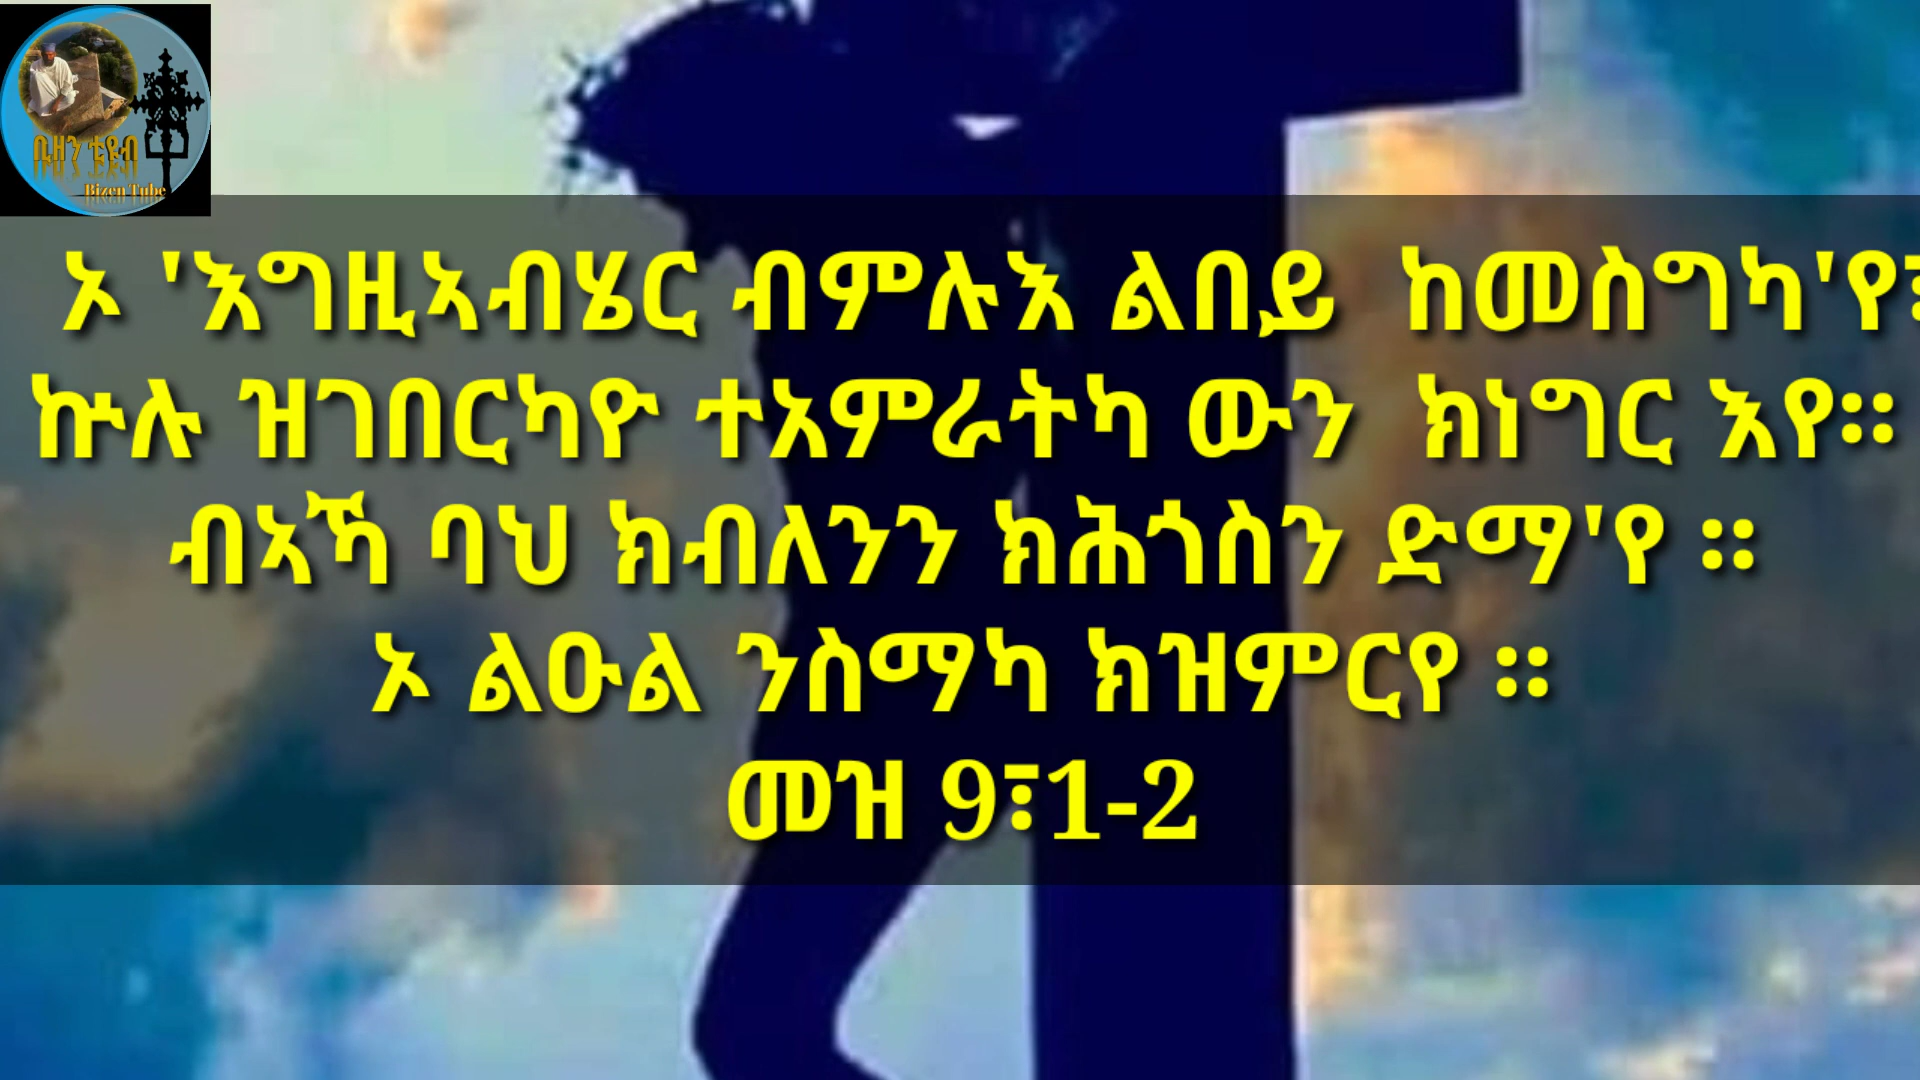 ቢዘን ቲዩብ
Bizen Tube
ኦ 'እግዚኣብሄር ብምሉእ ልበይ ከመስግካ'የ፣
ኵሉ ዝገበርካዮ ተአምራትካ ውን ክነግር እየ።
ብኣኻ ባህ ክብለንን ክሕጎስን ድማ'የ ።
ኦ ልዑል ንስማካ ክዝምርየ ።
መዝ 9፣1-2